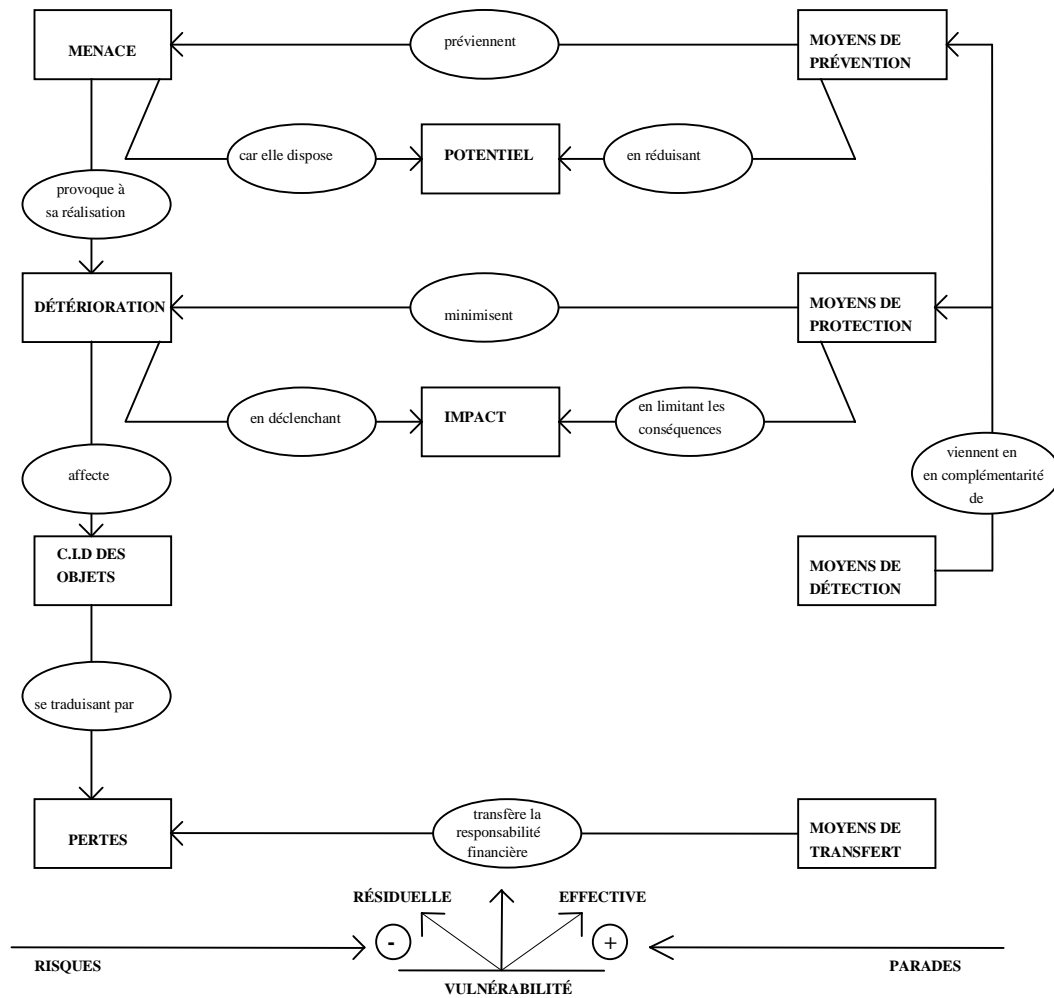 MENACE
préviennent
MOYENS DE
PRÉVENTION
car elle dispose
POTENTIEL
en réduisant
provoque à
sa réalisation
DÉTÉRIORATION
minimisent
MOYENS DE
PROTECTION
en déclenchant
IMPACT
en limitant les
conséquences
affecte
viennent en
en complémentarité
de
C.I.D DES
OBJETS
MOYENS DE
DÉTECTION
se traduisant par
PERTES
transfère la
responsabilité
financière
MOYENS DE
TRANSFERT
RÉSIDUELLE
EFFECTIVE
-
+
RISQUES
VULNÉRABILITÉ
PARADES